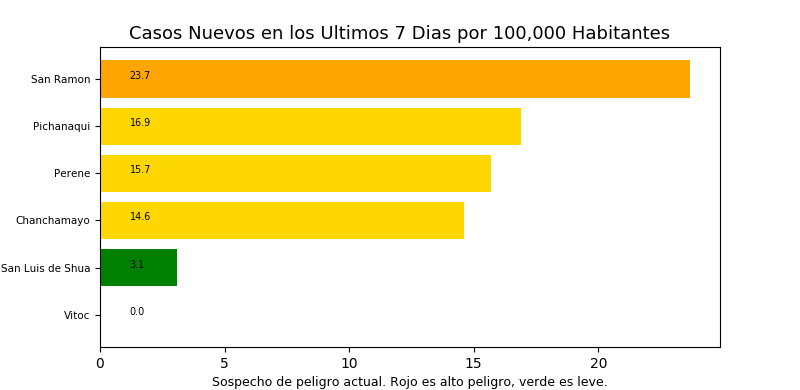 Casos Nuevos en los Ultimos 7 Dias por 100,000 Habitantes
San Ramon 23.7
Pichanaqui 16.9
Perene 15.7
Chanchamayo 14.6
San Luis de Shua 3.1
Vitoc 0.0
0 5 10 15 20
Sospecho de peligro actual. Rojo es alto peligro, verde es leve.